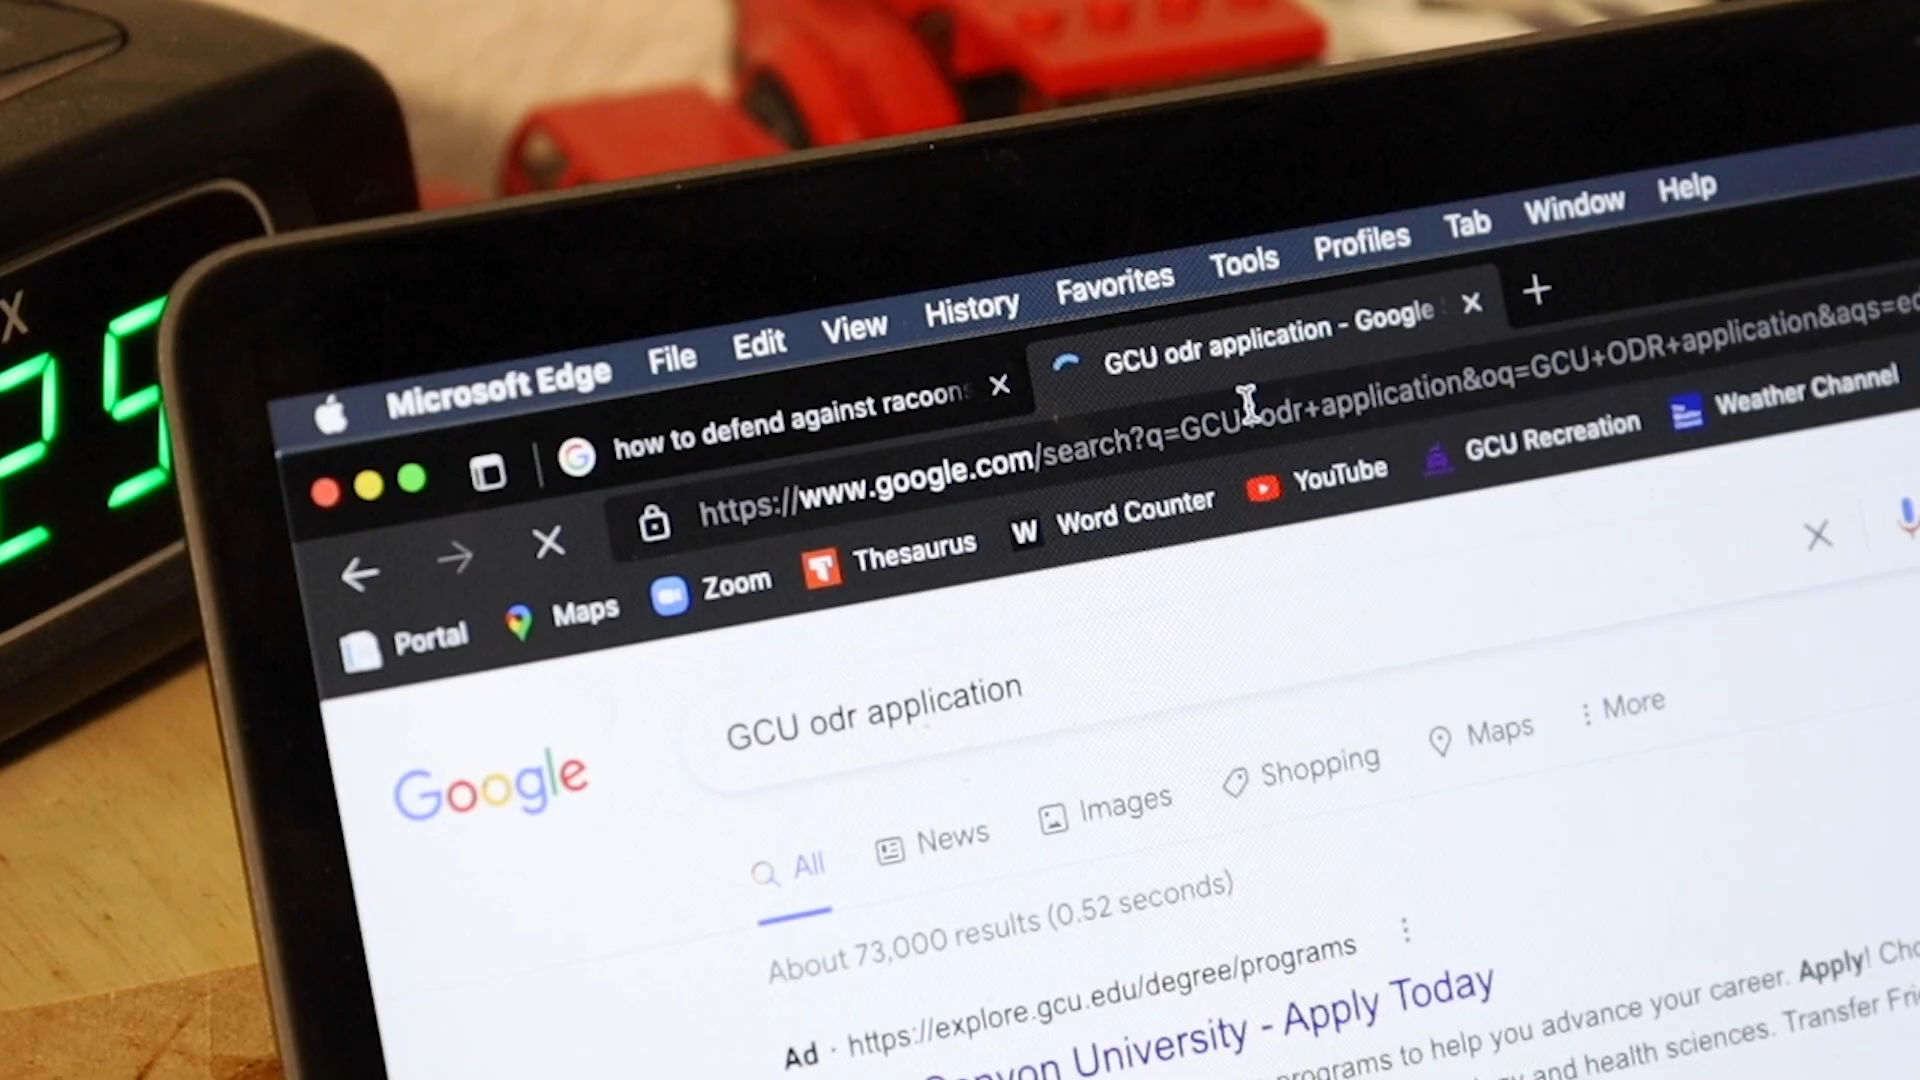 X
25
Microsoft Edge File Edit View History Favorites Tools Profiles Tab Window Help
how to defend against racoons
GCU odr application - Google
https://www.google.com/search?q=GCU+odr+application&oq=GCU+ODR+application&aqs=ed
Portal Maps Zoom Thesaurus W Word Counter YouTube GCU Recreation Weather Channel
Google
GCU odr application
All News Images Shopping Maps More
About 73,000 results (0.52 seconds)
Ad · https://explore.gcu.edu/degree/programs
University - Apply Today
programs to help you advance your career. Apply!
and health sciences. Transfer